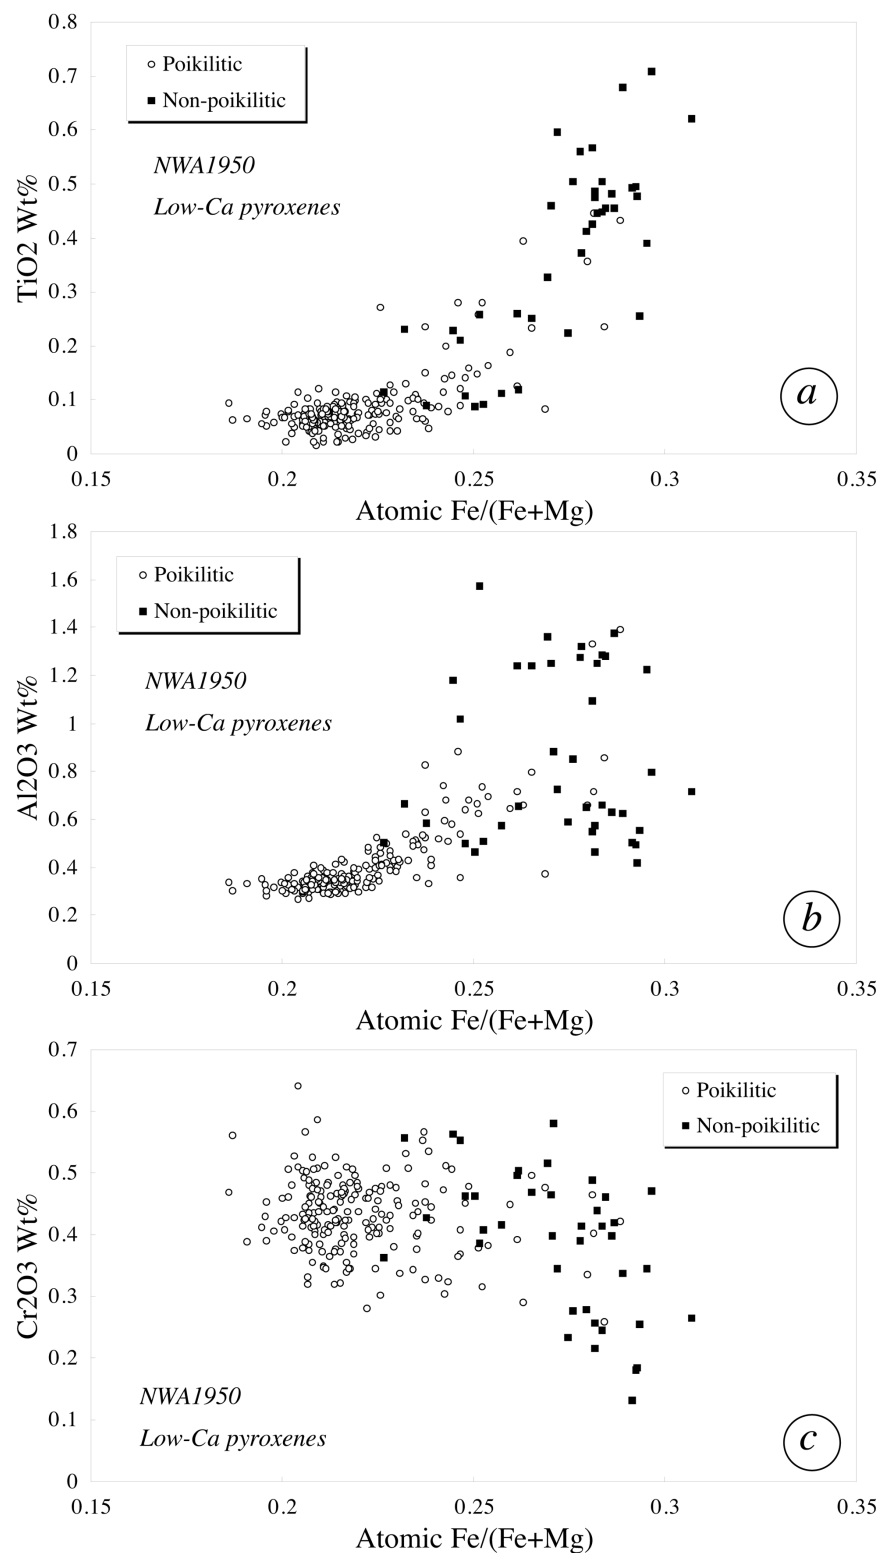 0.8
Poikilitic
0.7
Non-poikilitic
0.6
NWA1950
0.5
Low-Ca pyroxenes
TiO2 Wt%
0.4
0.3
0.2
a
0.1
0
0.15
0.2
0.25
0.3
0.35
Atomic Fe/(Fe+Mg)
1.8
Poikilitic
1.6
Non-poikilitic
1.4
NWA1950
1.2
Low-Ca pyroxenes
1
Al2O3 Wt%
0.8
0.6
0.4
b
0.2
0
0.15
0.2
0.25
0.3
0.35
Atomic Fe/(Fe+Mg)
0.7
Poikilitic
0.6
Non-poikilitic
0.5
0.4
Cr2O3 Wt%
0.3
0.2
NWA1950
0.1
Low-Ca pyroxenes
c
0
0.15
0.2
0.25
0.3
0.35
Atomic Fe/(Fe+Mg)